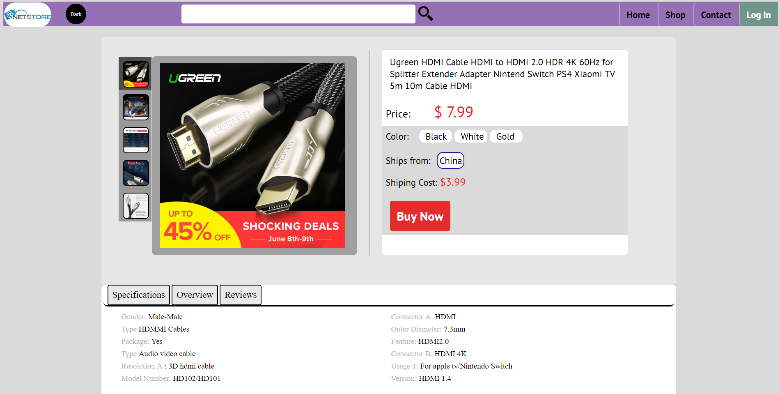 NETSTORE
Dark
Home
Shop
Contact
Log In
UGREEN
UGREEN
UP TO
45% OFF
SHOCKING DEALS
June 8th-9th
Ugreen HDMI Cable HDMI to HDMI 2.0 HDR 4K 60Hz for
Splitter Extender Adapter Nintend Switch PS4 Xiaomi TV
5m 10m Cable HDMI
Price: $ 7.99
Color: Black White Gold
Ships from: China
Shiping Cost: $3.99
Buy Now
Specifications
Overview
Reviews
Gender: Male-Male
Type HDMMI Cables
Package: Yes
Type Audio video cable
Resolution A : 3D Hdmi cable
Model Number: HD102/HD101
Connector A: HDMI
Outer Diameter: 7.3mm
Feature: HDMI2.0
Connector B: HDMI 4K
Usage 1: For apple tv/Nintendo Switch
Version: HDMI 1.4